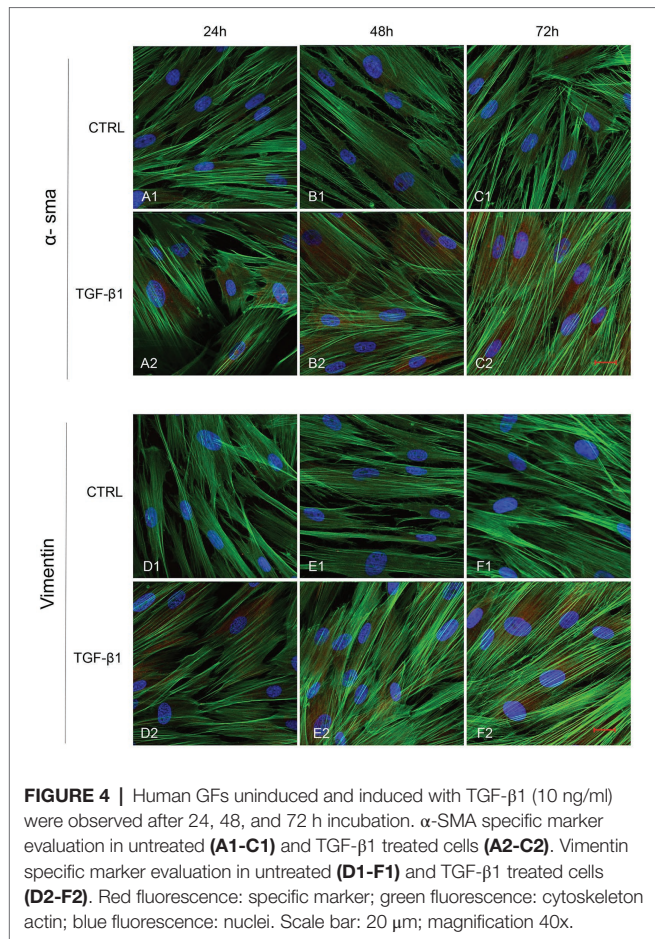 24h 48h 72h
α- sma
CTRL
A1 B1 C1
TGF-β1
A2 B2 C2
Vimentin
CTRL
D1 E1 F1
TGF-β1
D2 E2 F2
FIGURE 4 | Human GFs uninduced and induced with TGF-β1 (10 ng/ml)
were observed after 24, 48, and 72 h incubation. α-SMA specific marker
evaluation in untreated (A1-C1) and TGF-β1 treated cells (A2-C2). Vimentin
specific marker evaluation in untreated (D1-F1) and TGF-β1 treated cells
(D2-F2). Red fluorescence: specific marker; green fluorescence: cytoskeleton
actin; blue fluorescence: nuclei. Scale bar: 20 μm; magnification 40x.